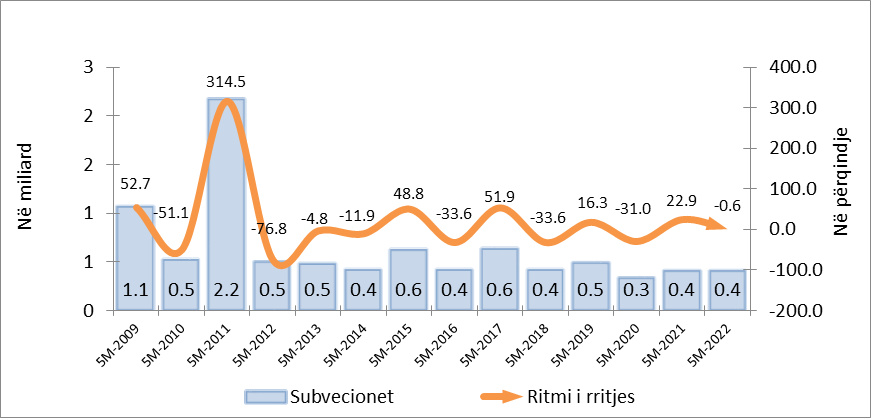 Në miliard
3
2
2
1
1
0
400.0
300.0
200.0
100.0
0.0
-100.0
-200.0
Në përqindje
52.7
-51.1
314.5
-76.8
-4.8
-11.9
48.8
-33.6
51.9
-33.6
16.3
-31.0
22.9
-0.6
1.1
0.5
2.2
0.5
0.5
0.4
0.6
0.4
0.6
0.4
0.5
0.3
0.4
0.4
5M-2009
5M-2010
5M-2011
5M-2012
5M-2013
5M-2014
5M-2015
5M-2016
5M-2017
5M-2018
5M-2019
5M-2020
5M-2021
5M-2022
Subvecionet
Ritmi i rritjes